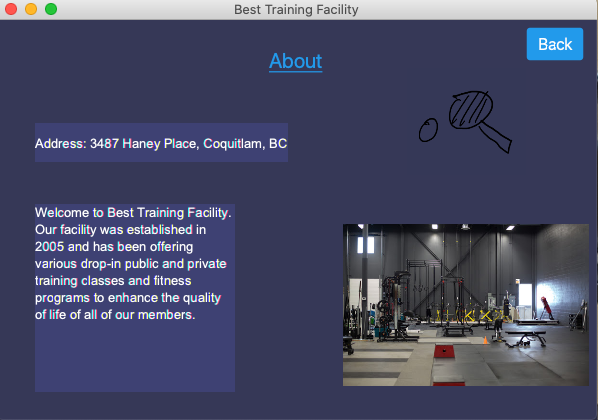 Best Training Facility
Back
About
Address: 3487 Haney Place, Coquitlam, BC
Welcome to Best Training Facility.
Our facility was established in
2005 and has been offering
various drop-in public and private
training classes and fitness
programs to enhance the quality
of life of all of our members.